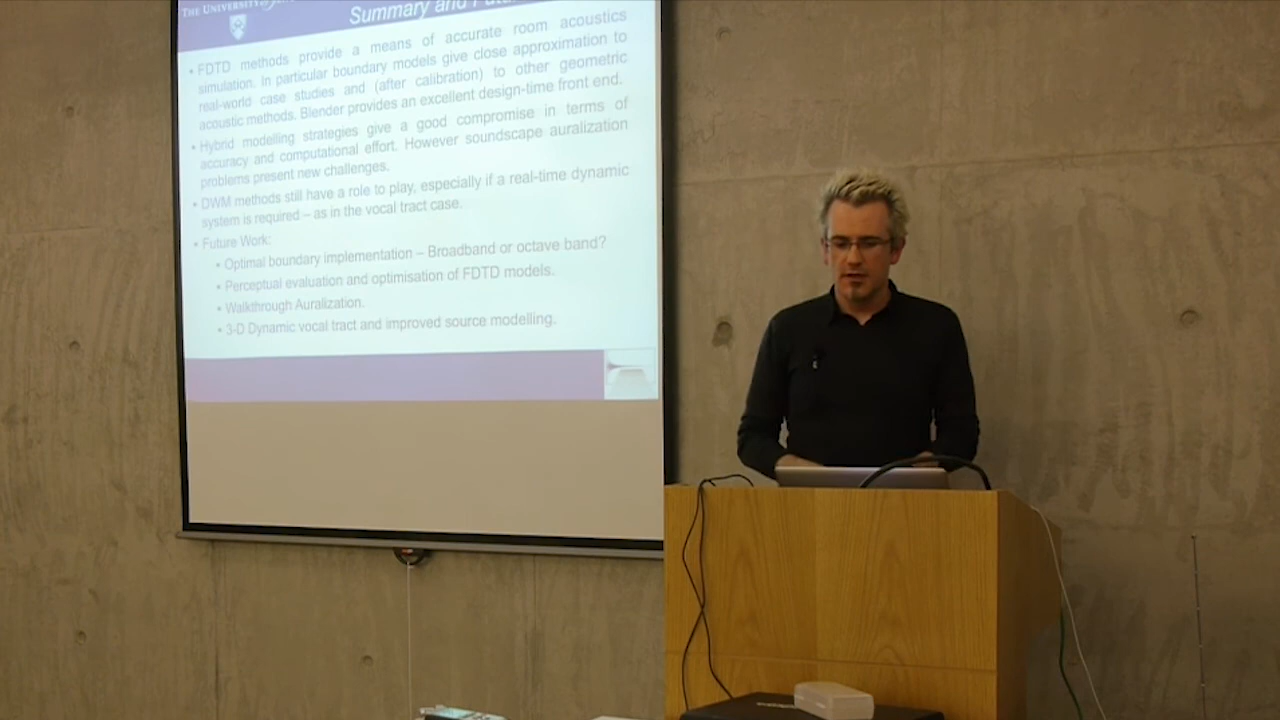 THE UNIVERSITY of
Summary and Futu
• FDTD methods provide a means of accurate room acoustics
simulation. In particular boundary models give close approximation to
real-world case studies and (after calibration) to other geometric
acoustic methods. Blender provides an excellent design-time front end.
• Hybrid modelling strategies give a good compromise in terms of
accuracy and computational effort. However soundscape auralization
problems present new challenges.
• DWM methods still have a role to play, especially if a real-time dynamic
system is required – as in the vocal tract case.
• Future Work:
• Optimal boundary implementation – Broadband or octave band?
• Perceptual evaluation and optimisation of FDTD models.
• Walkthrough Auralization.
• 3-D Dynamic vocal tract and improved source modelling.